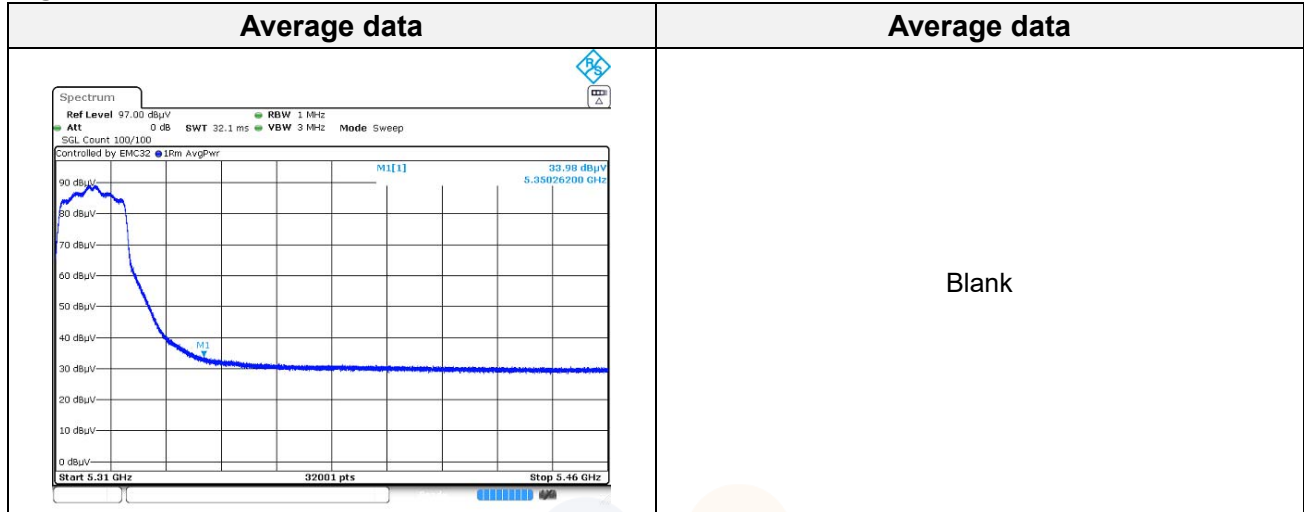 Average data
Average data
R&S
Spectrum
Ref Level 97.00 dBµV RBW 1 MHz
Att 0 dB SWT 32.1 ms VBW 3 MHz Mode Sweep
SGL Count 100/100
Controlled by EMC32 1Rm AvgPwr
M1[1] 33.98 dBµV
5.35026200 GHz
90 dBµV
80 dBµV
70 dBµV
60 dBµV
50 dBµV
40 dBµV
M1
30 dBµV
20 dBµV
10 dBµV
0 dBµV
Start 5.31 GHz 32001 pts Stop 5.46 GHz
Blank